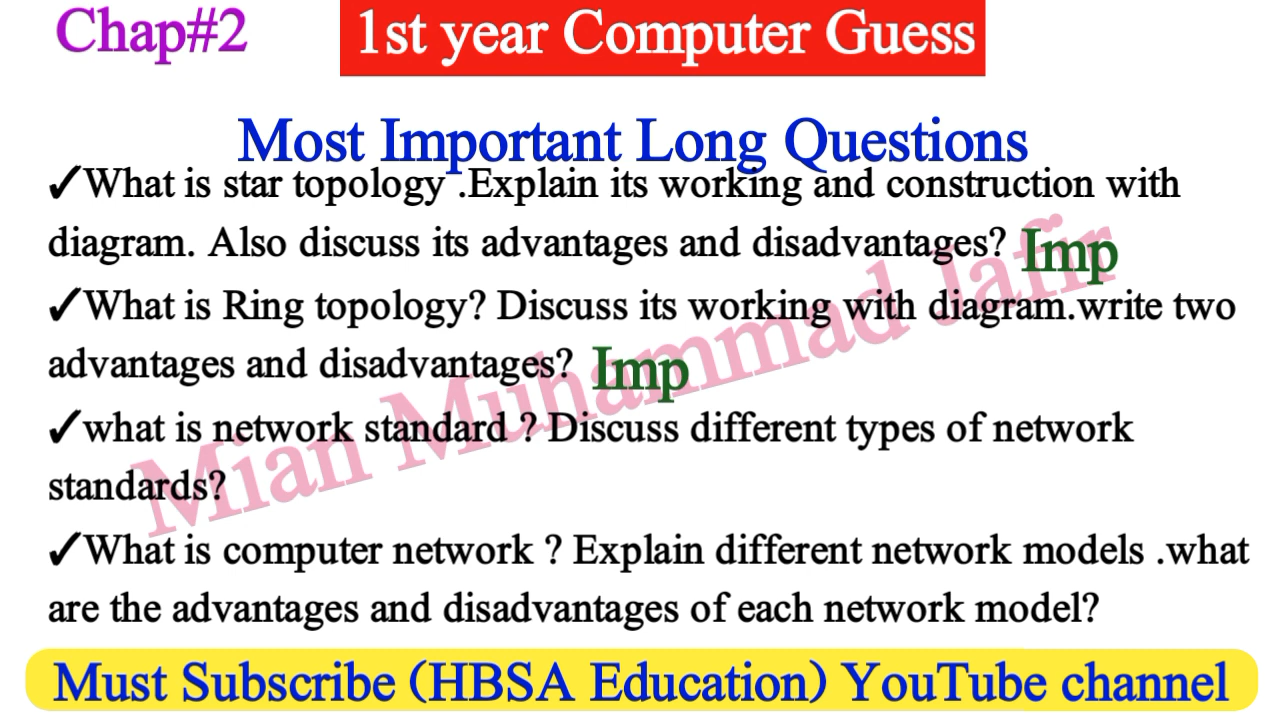 Chap#2
1st year Computer Guess
Most Important Long Questions
✓What is star topology .Explain its working and construction with
diagram. Also discuss its advantages and disadvantages? Imp
✓What is Ring topology? Discuss its working with diagram.write two
advantages and disadvantages? Imp
✓what is network standard ? Discuss different types of network
standards?
✓What is computer network ? Explain different network models .what
are the advantages and disadvantages of each network model?
Mian Muhammad Jafir
Must Subscribe (HBSA Education) YouTube channel